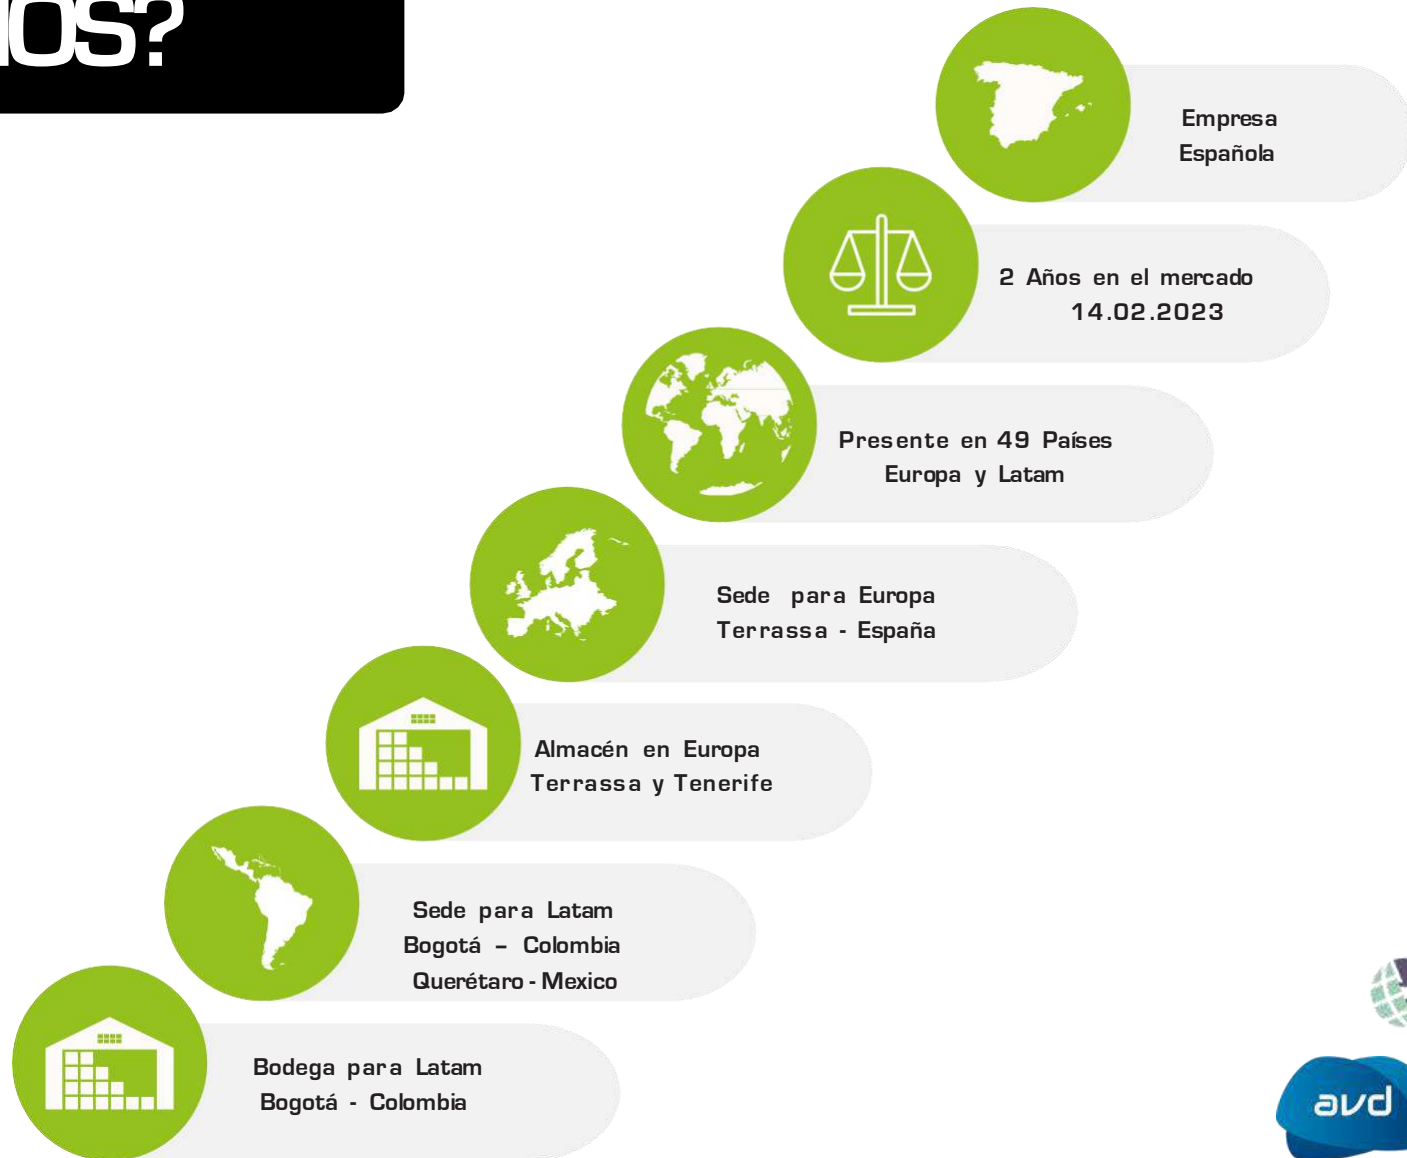 OS?
Empresa
Española
2 Años en el mercado
14.02.2023
Presente en 49 Países
Europa y Latam
Sede para Europa
Terrassa - España
Almacén en Europa
Terrassa y Tenerife
Sede para Latam
Bogotá – Colombia
Querétaro - Mexico
Bodega para Latam
Bogotá - Colombia
avd